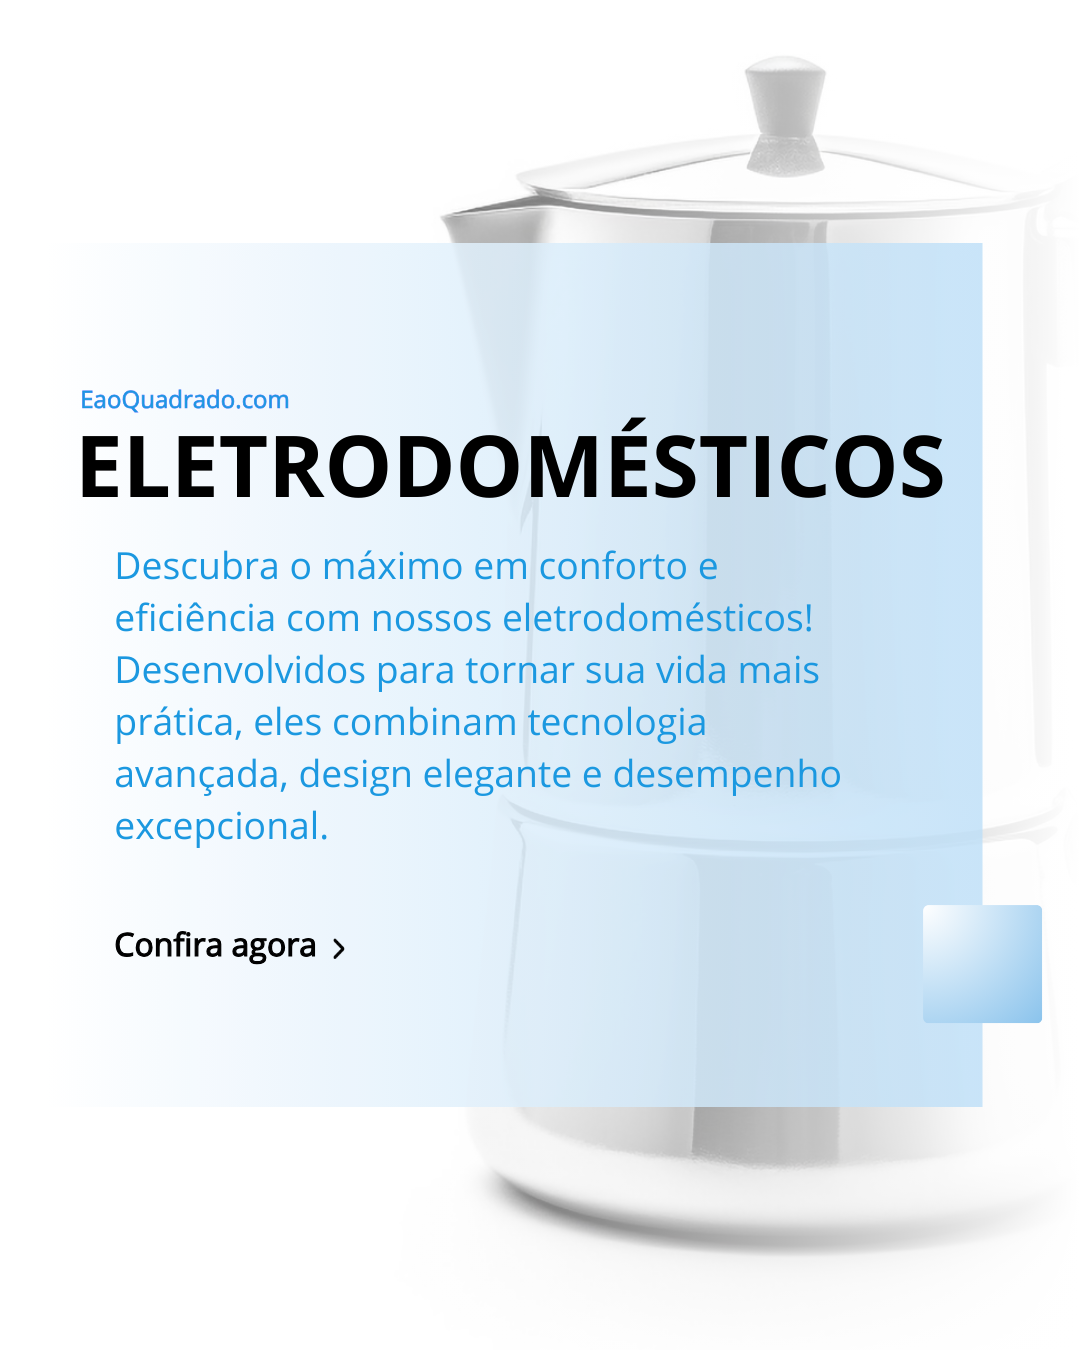 EaoQuadrado.com
ELETRODOMÉSTICOS
Descubra o máximo em conforto e
eficiência com nossos eletrodomésticos!
Desenvolvidos para tornar sua vida mais
prática, eles combinam tecnologia
avançada, design elegante e desempenho
excepcional.
Confira agora